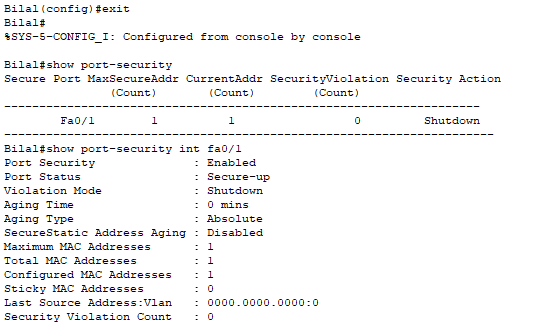 Bilal(config)#exit
Bilal#
%SYS-5-CONFIG_I: Configured from console by console
Bilal#show port-security
Secure Port MaxSecureAddr CurrentAddr SecurityViolation Security Action
(Count) (Count) (Count)
--------------------------------------------------------------------
Fa0/1 1 1 0 Shutdown
----------------------------------------------------------------------
Bilal#show port-security int fa0/1
Port Security : Enabled
Port Status : Secure-up
Violation Mode : Shutdown
Aging Time : 0 mins
Aging Type : Absolute
SecureStatic Address Aging : Disabled
Maximum MAC Addresses : 1
Total MAC Addresses : 1
Configured MAC Addresses : 1
Sticky MAC Addresses : 0
Last Source Address:Vlan : 0000.0000.0000:0
Security Violation Count : 0